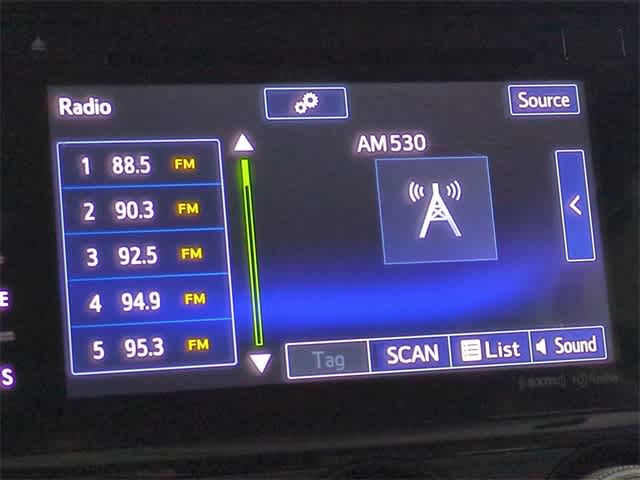 Radio
Source
AM 530
1 88.5 FM
2 90.3 FM
3 92.5 FM
4 94.9 FM
5 95.3 FM
Tag SCAN List Sound
E
S